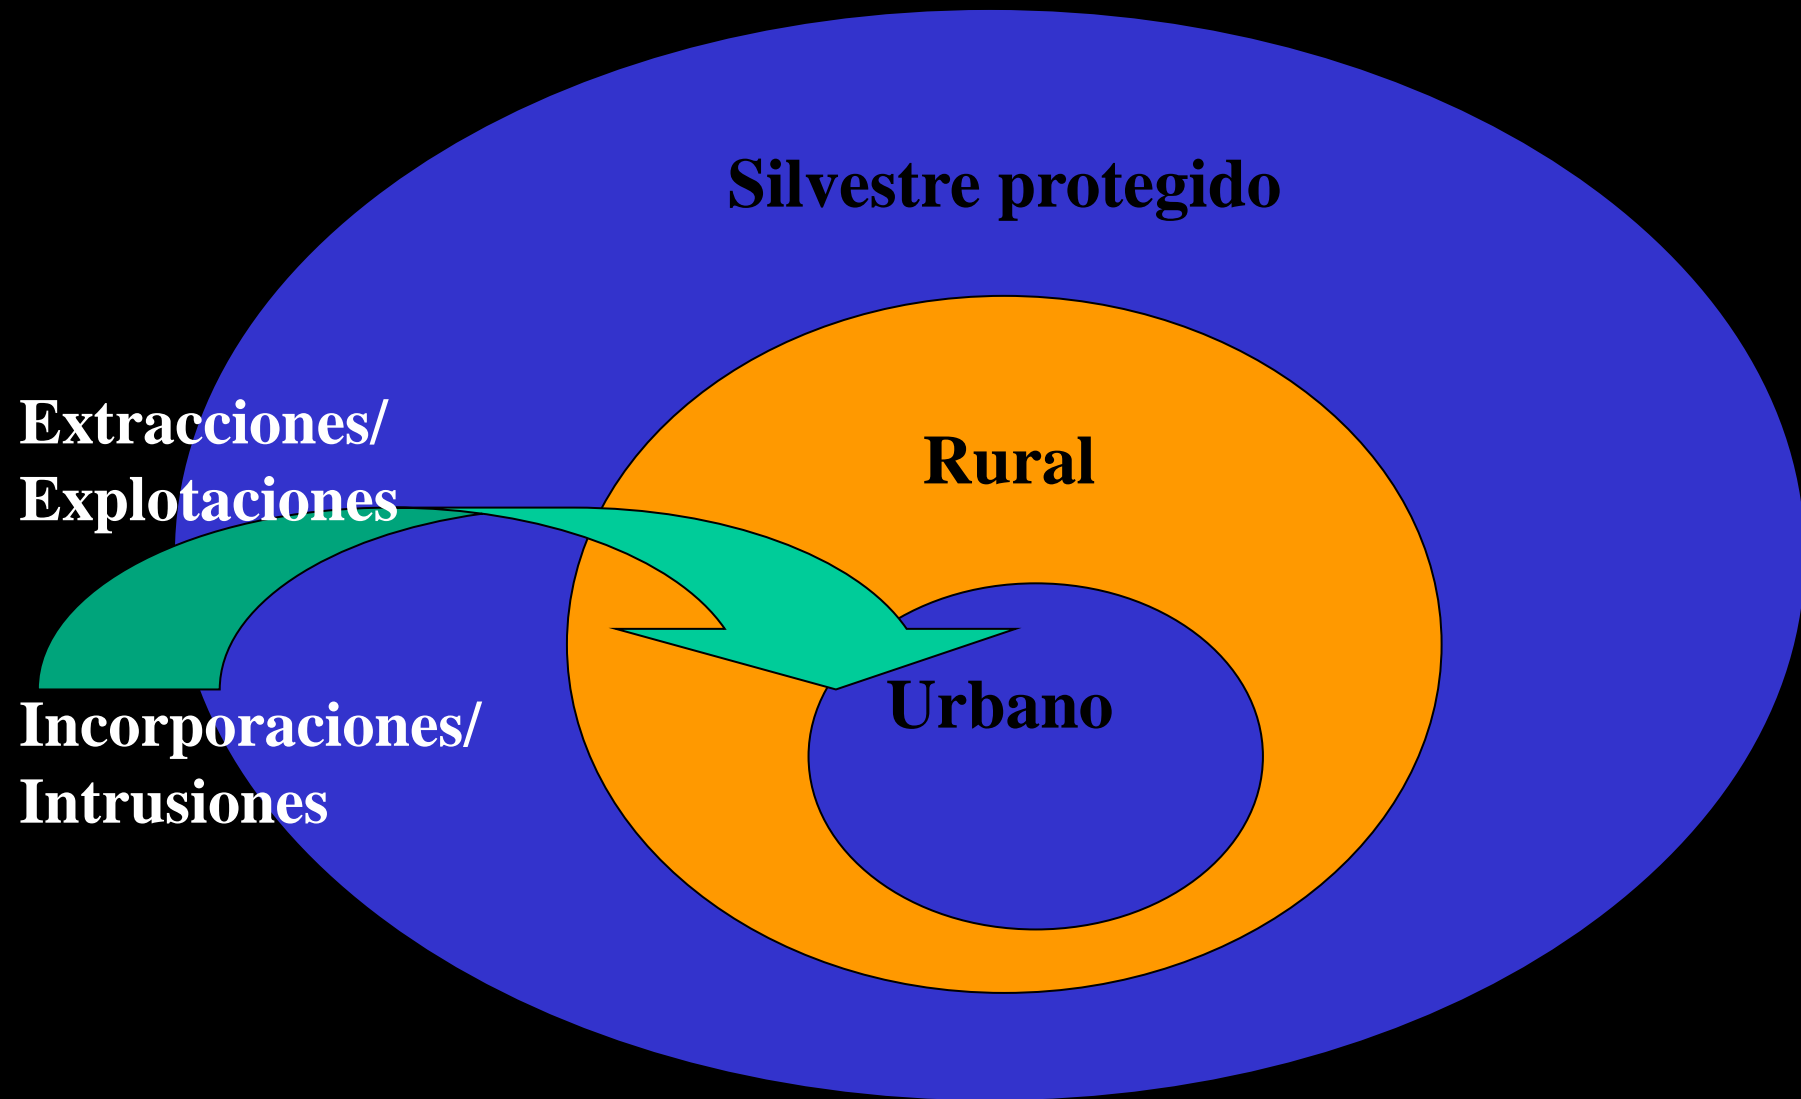 Silvestre protegido
Extracciones/
Explotaciones
Rural
Urbano
Incorporaciones/
Intrusiones